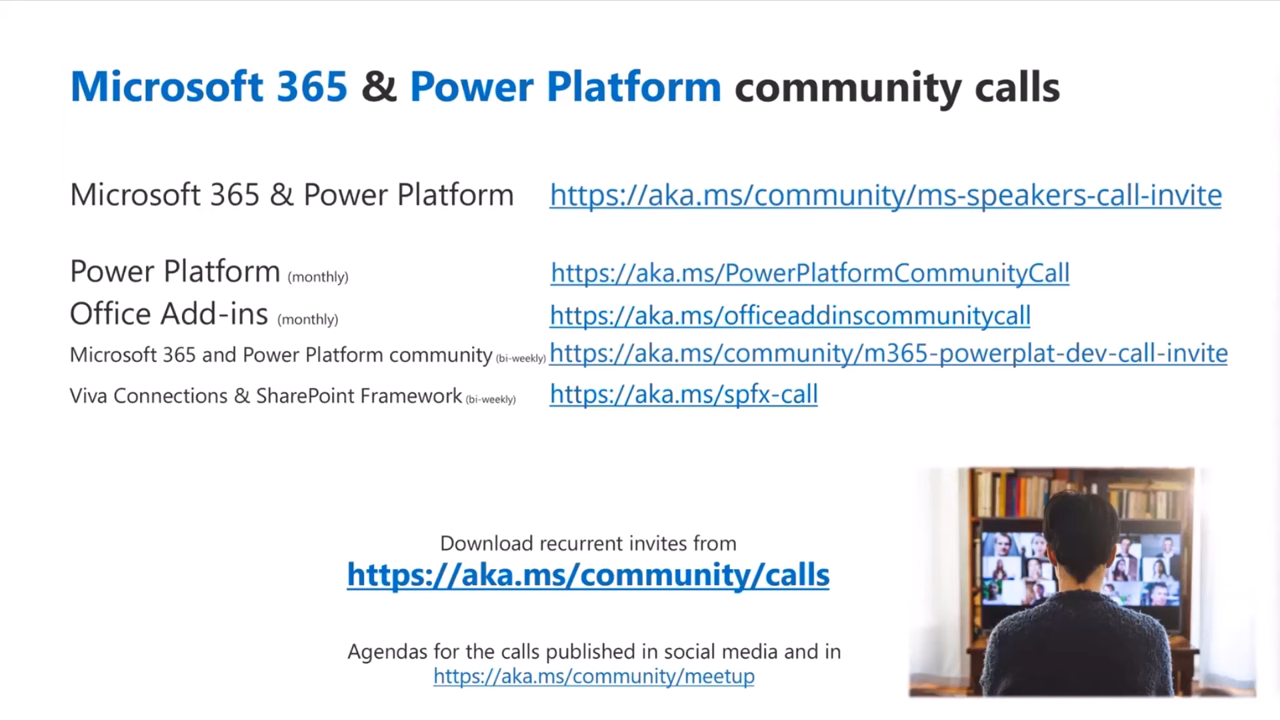 Microsoft 365 & Power Platform community calls
Microsoft 365 & Power Platform https://aka.ms/community/ms-speakers-call-invite
Power Platform (monthly) https://aka.ms/PowerPlatformCommunityCall
Office Add-ins (monthly) https://aka.ms/officeaddinscommunitycall
Microsoft 365 and Power Platform community (bi-weekly) https://aka.ms/community/m365-powerplat-dev-call-invite
Viva Connections & SharePoint Framework (bi-weekly) https://aka.ms/spfx-call
Download recurrent invites from
https://aka.ms/community/calls
Agendas for the calls published in social media and in
https://aka.ms/community/meetup